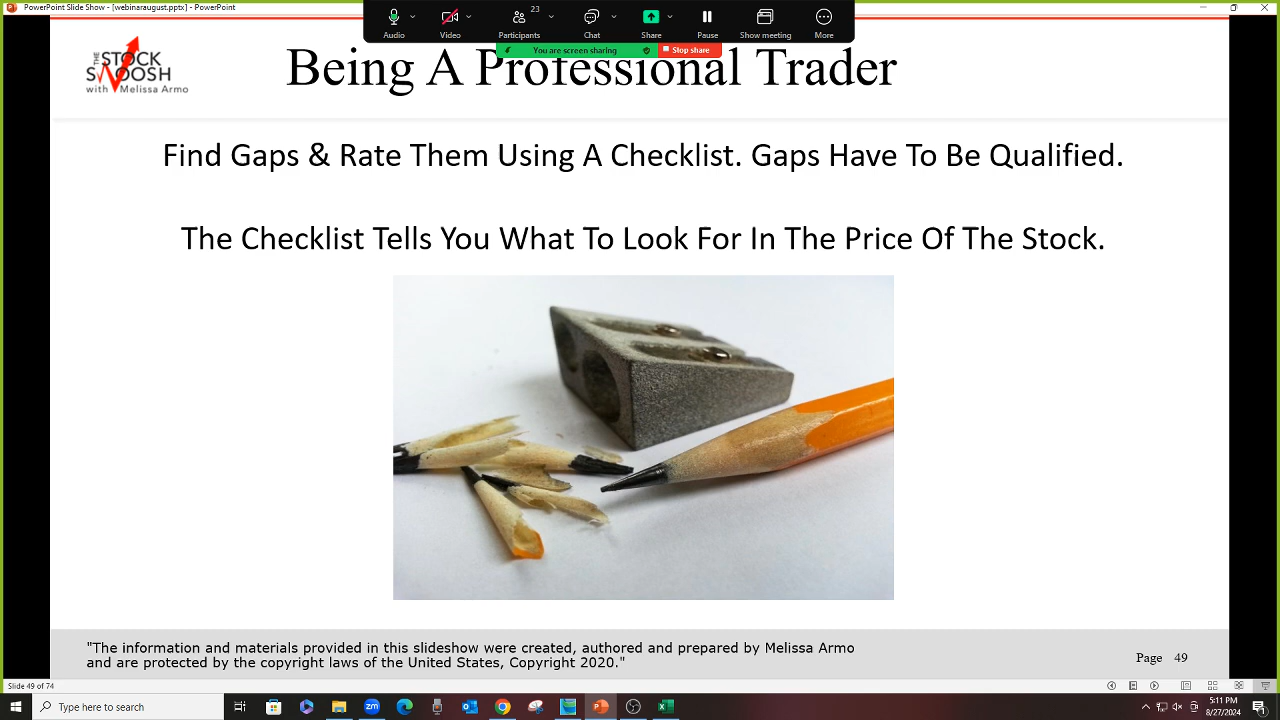 PowerPoint Slide Show - [webinaraugust.pptx] - PowerPoint
23
Audio
Video
Participants
Chat
Share
Pause
Show meeting
More
You are screen sharing
Stop share
THE STOCK
SWOOSH
with Melissa Armo
Being A Professional Trader
Find Gaps & Rate Them Using A Checklist. Gaps Have To Be Qualified.
The Checklist Tells You What To Look For In The Price Of The Stock.
"The information and materials provided in this slideshow were created, authored and prepared by Melissa Armo
and are protected by the copyright laws of the United States, Copyright 2020."
Page 49
Slide 49 of 74
Type here to search
5:11 PM
8/27/2024